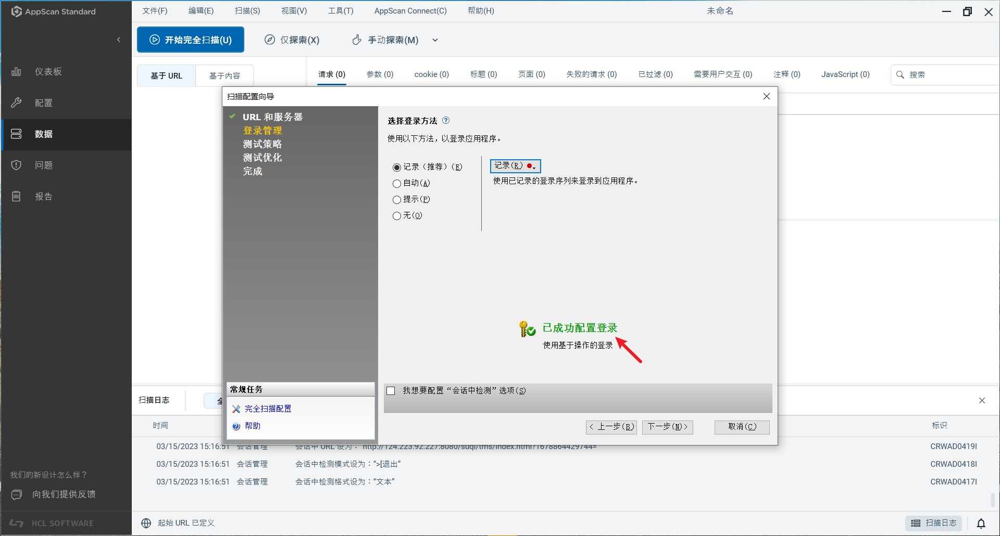 AppScan Standard
文件(F) 编辑(E) 扫描(S) 视图(V) 工具(T) AppScan Connect(C) 帮助(H) 未命名
开始完全扫描(U) 仅探索(X) 手动探索(M)
仪表板
配置
数据
问题
报告
基于 URL 基于内容
请求 (0) 参数 (0) cookie (0) 标题 (0) 页面 (0) 失败的请求 (0) 已过滤 (0) 需要用户交互 (0) 注释 (0) JavaScript (0) 搜索
扫描配置向导
URL 和服务器
登录管理
测试策略
测试优化
完成
选择登录方法
使用以下方法，以登录应用程序。
记录（推荐）(E)
自动(A)
提示(P)
无(O)
记录(R)
使用已记录的登录序列来登录到应用程序。
已成功配置登录
使用基于操作的登录
常规任务
完全扫描配置
帮助
我想要配置“会话中检测”选项(S)
< 上一步(B) 下一步(N)> 取消(C)
扫描日志
时间 标识
03/15/2023 15:16:51 会话管理 会话中 URL 设为：“http://124.223.92.227:8080/suqi/tms/index.html?1678864429744= CRWAD0419I
03/15/2023 15:16:51 会话管理 会话中检测模式设为：“>[退出” CRWAD0418I
03/15/2023 15:16:51 会话管理 会话中检测格式设为：“文本” CRWAD0417I
我们的新设计怎么样？
向我们提供反馈
HCL SOFTWARE
起始 URL 已定义
扫描日志